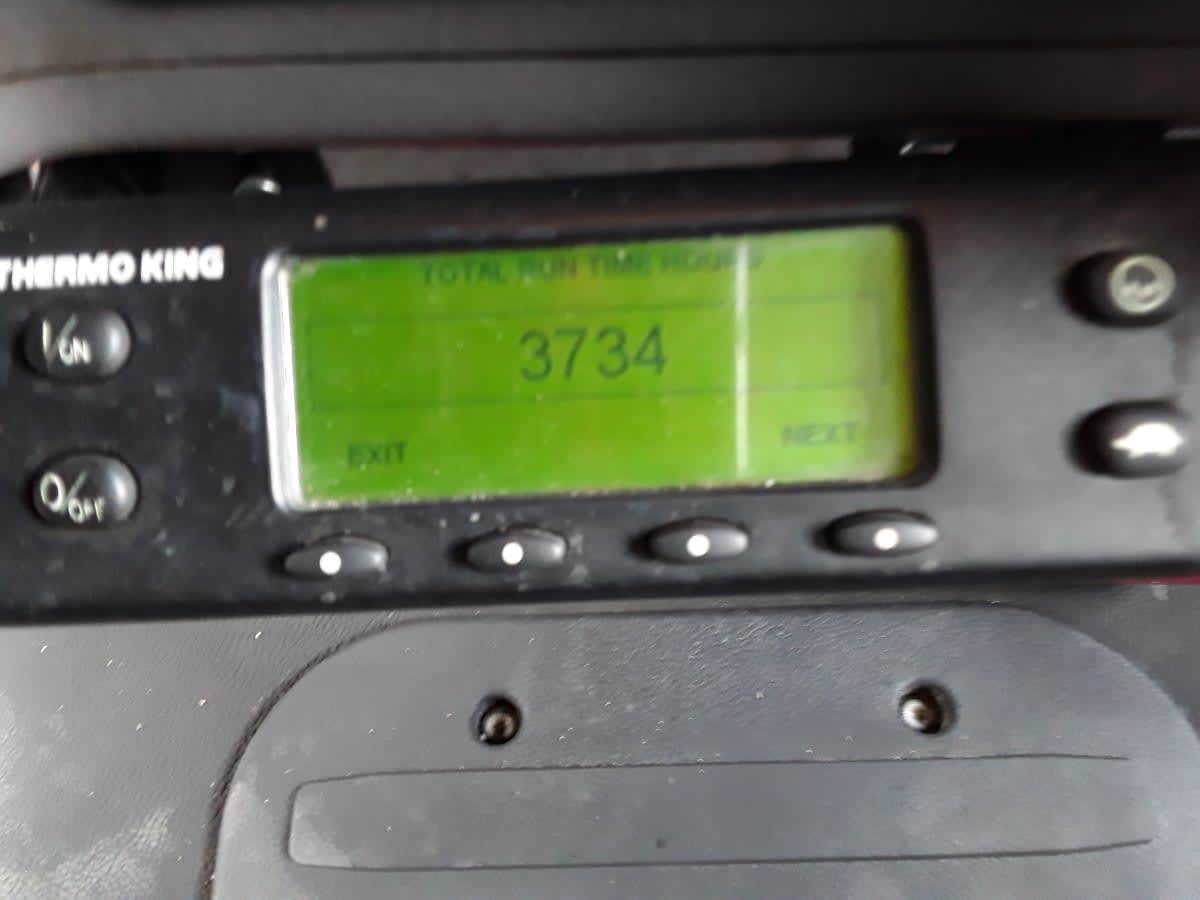 THERMO KING
TOTAL RUN TIME HOURS
I/ON
3734
EXIT
NEXT
O/OFF